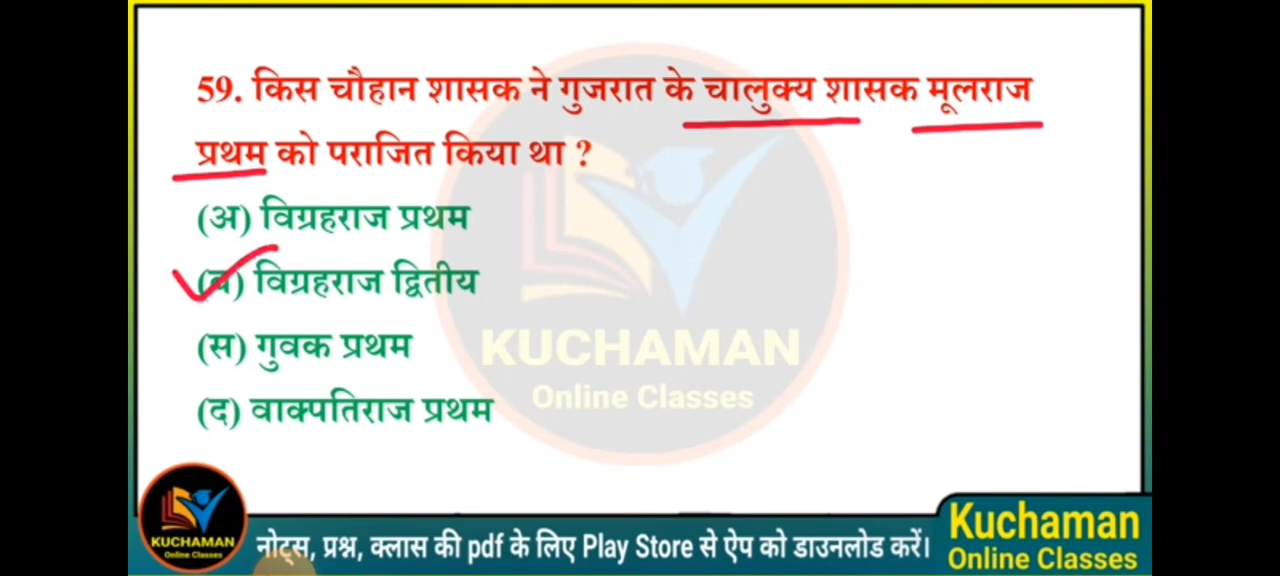 59. किस चौहान शासक ने गुजरात के चालुक्य शासक मूलराज
प्रथम को पराजित किया था ?
(अ) विग्रहराज प्रथम
(ब) विग्रहराज द्वितीय
(स) गुवक प्रथम
(द) वाक्पतिराज प्रथम
KUCHAMAN
Online Classes
KUCHAMAN
Online Classes
नोट्स, प्रश्न, क्लास की pdf के लिए Play Store से ऐप को डाउनलोड करें।
Kuchaman
Online Classes